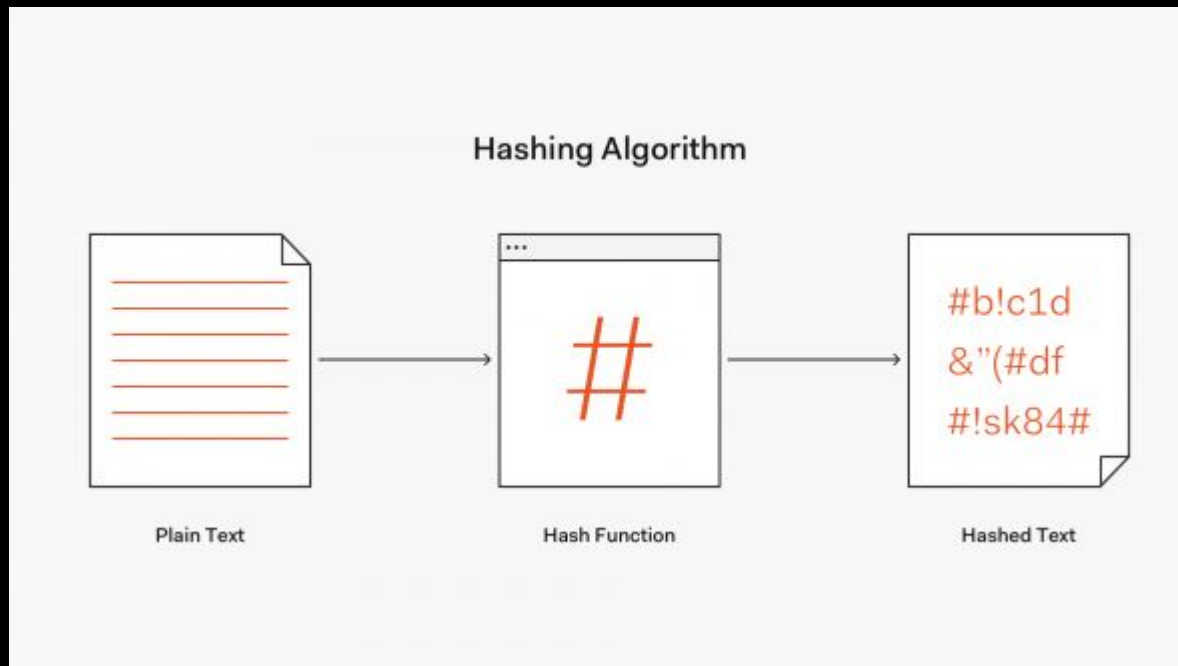 Hashing Algorithm
#
#b!c1d
&”(#df
#!sk84#
Plain Text
Hash Function
Hashed Text